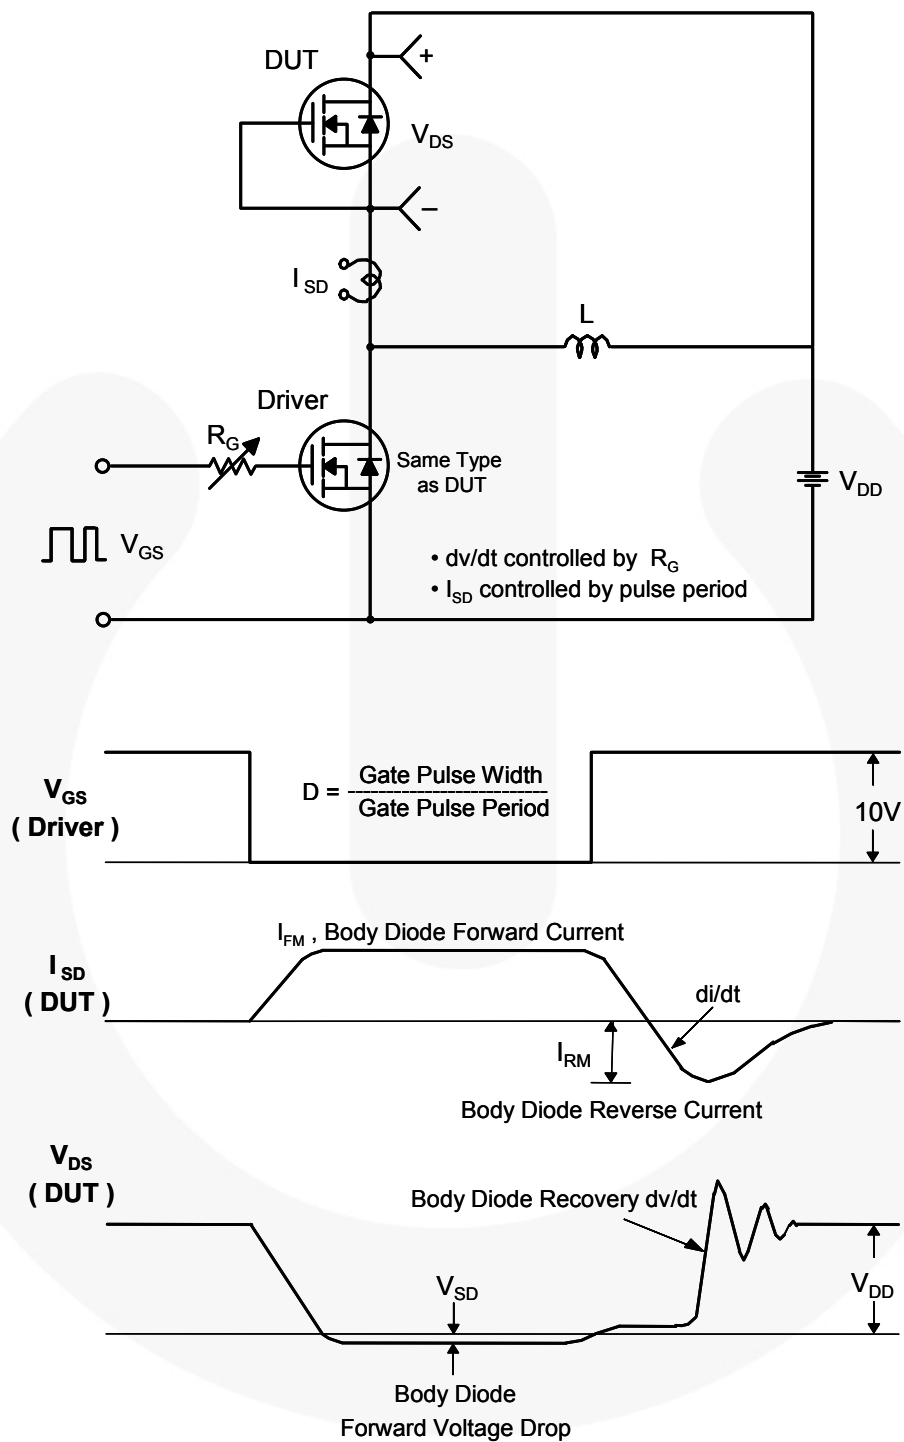 DUT
+
V_DS
–
I_SD
L
Driver
R_G
Same Type
as DUT
V_DD
V_GS
• dv/dt controlled by R_G
• I_SD controlled by pulse period
V_GS
( Driver )
D = Gate Pulse Width
Gate Pulse Period
10V
I_FM , Body Diode Forward Current
I_SD
( DUT )
di/dt
I_RM
Body Diode Reverse Current
V_DS
( DUT )
Body Diode Recovery dv/dt
V_SD
V_DD
Body Diode
Forward Voltage Drop